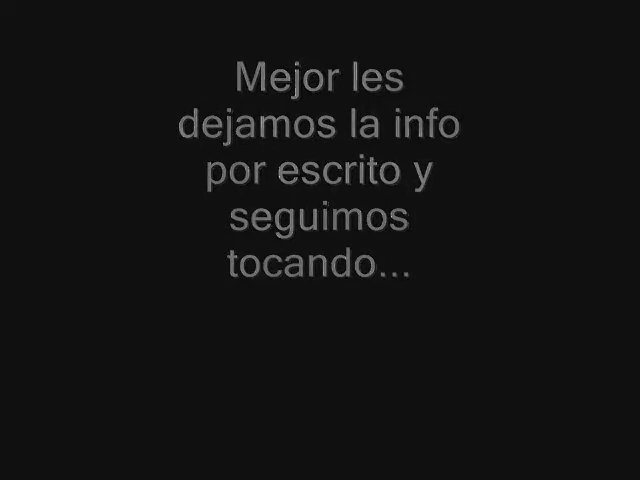 Mejor les
dejamos la info
por escrito y
seguimos
tocando...